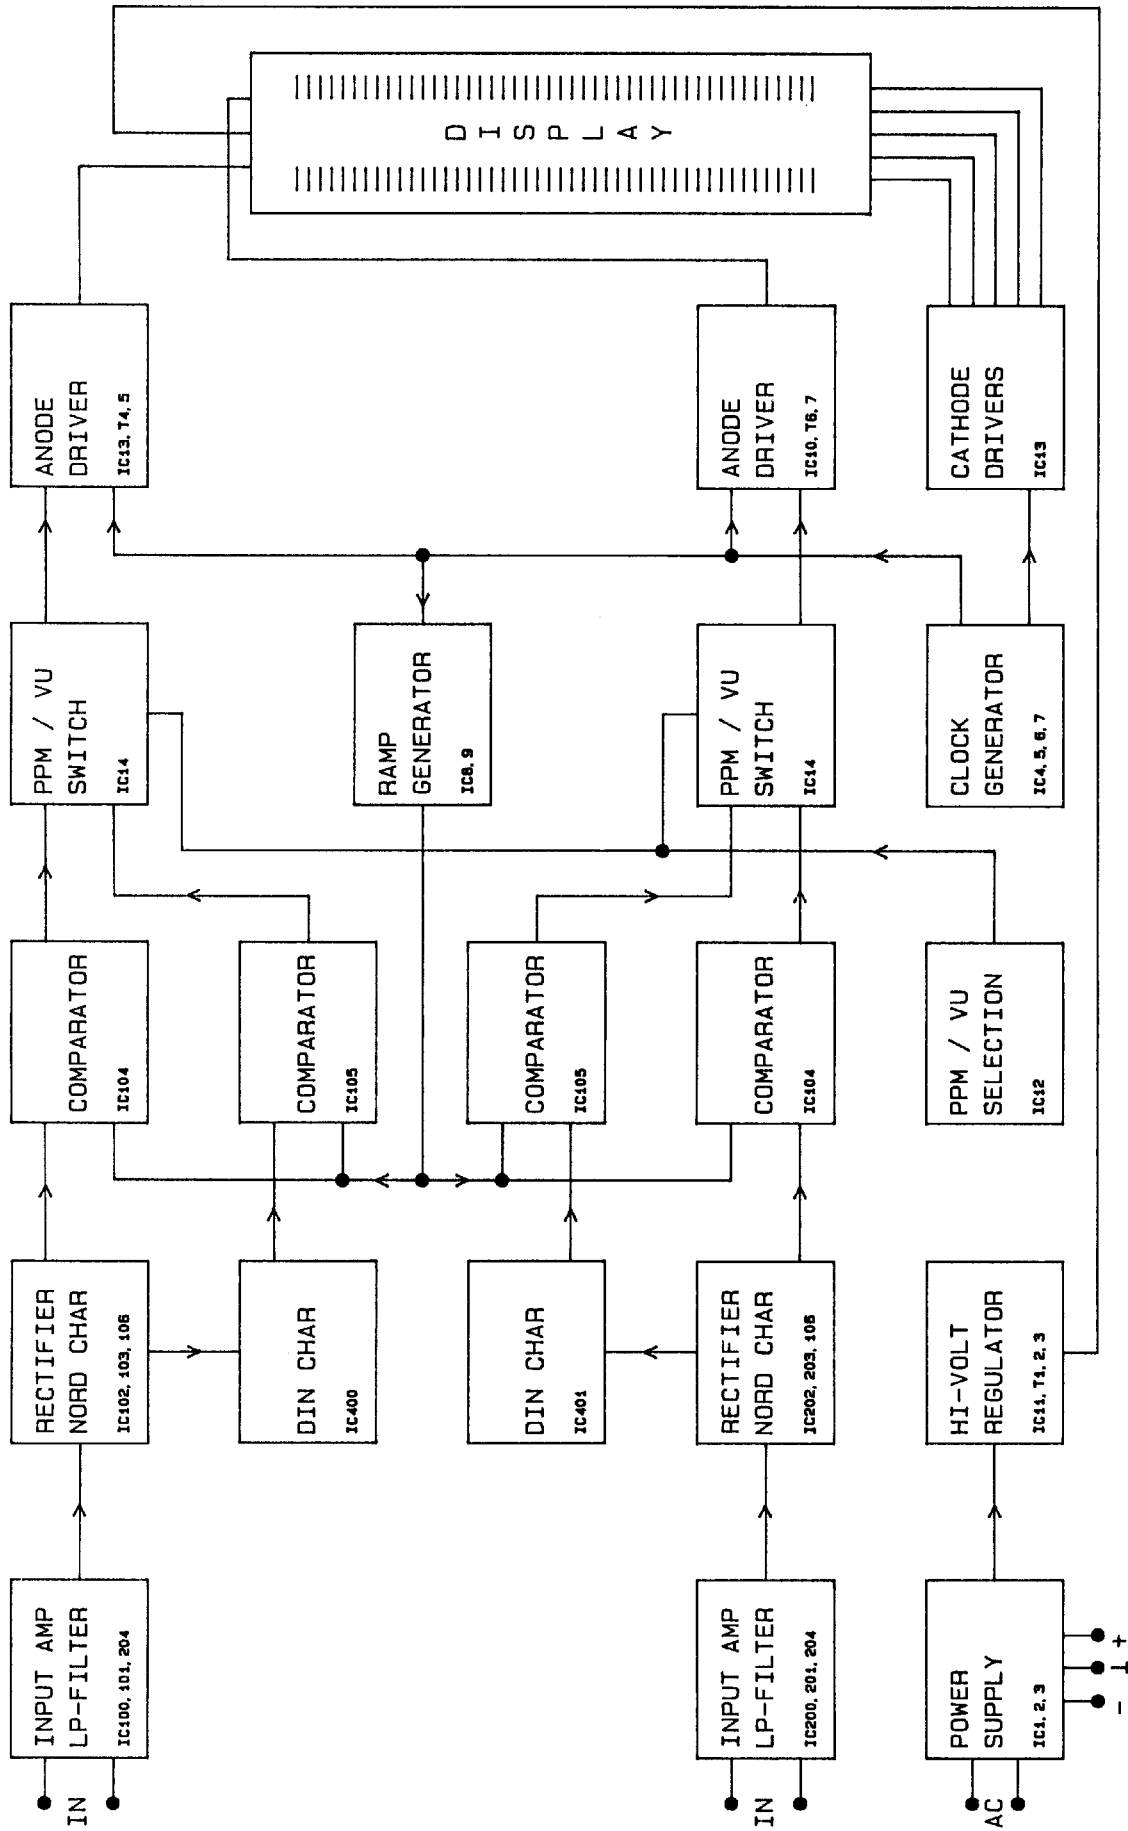 IN
INPUT AMP
LP-FILTER
IC100, 101, 204
RECTIFIER
NORD CHAR
IC102, 103, 106
COMPARATOR
IC104
PPM / VU
SWITCH
IC14
ANODE
DRIVER
IC13, T4, 5
DIN CHAR
IC400
COMPARATOR
IC105
RAMP
GENERATOR
IC8, 9
DISPLAY
DIN CHAR
IC401
COMPARATOR
IC105
IN
INPUT AMP
LP-FILTER
IC200, 201, 204
RECTIFIER
NORD CHAR
IC202, 203, 106
COMPARATOR
IC104
PPM / VU
SWITCH
IC14
ANODE
DRIVER
IC10, T6, 7
AC
POWER
SUPPLY
IC1, 2, 3
- ⊥ +
HI-VOLT
REGULATOR
IC11, T1, 2, 3
PPM / VU
SELECTION
IC12
CLOCK
GENERATOR
IC4, 5, 6, 7
CATHODE
DRIVERS
IC13